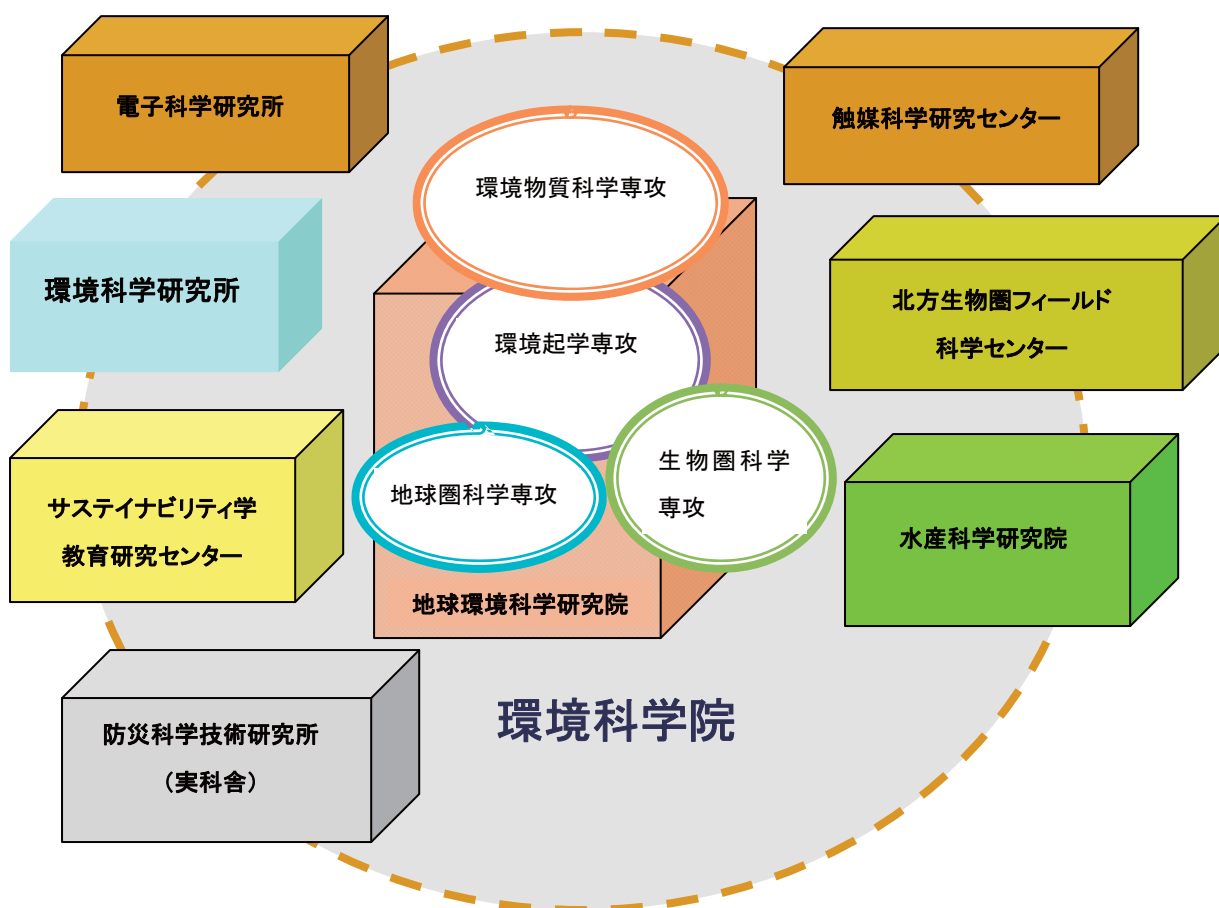 電子科学研究所
触媒科学研究センター
環境物質科学専攻
環境科学研究所
北方生物圏フィールド
科学センター
環境起学専攻
生物圏科学
専攻
地球圏科学専攻
サステイナビリティ学
教育研究センター
水産科学研究院
地球環境科学研究院
環境科学院
防災科学技術研究所
（実科舎）